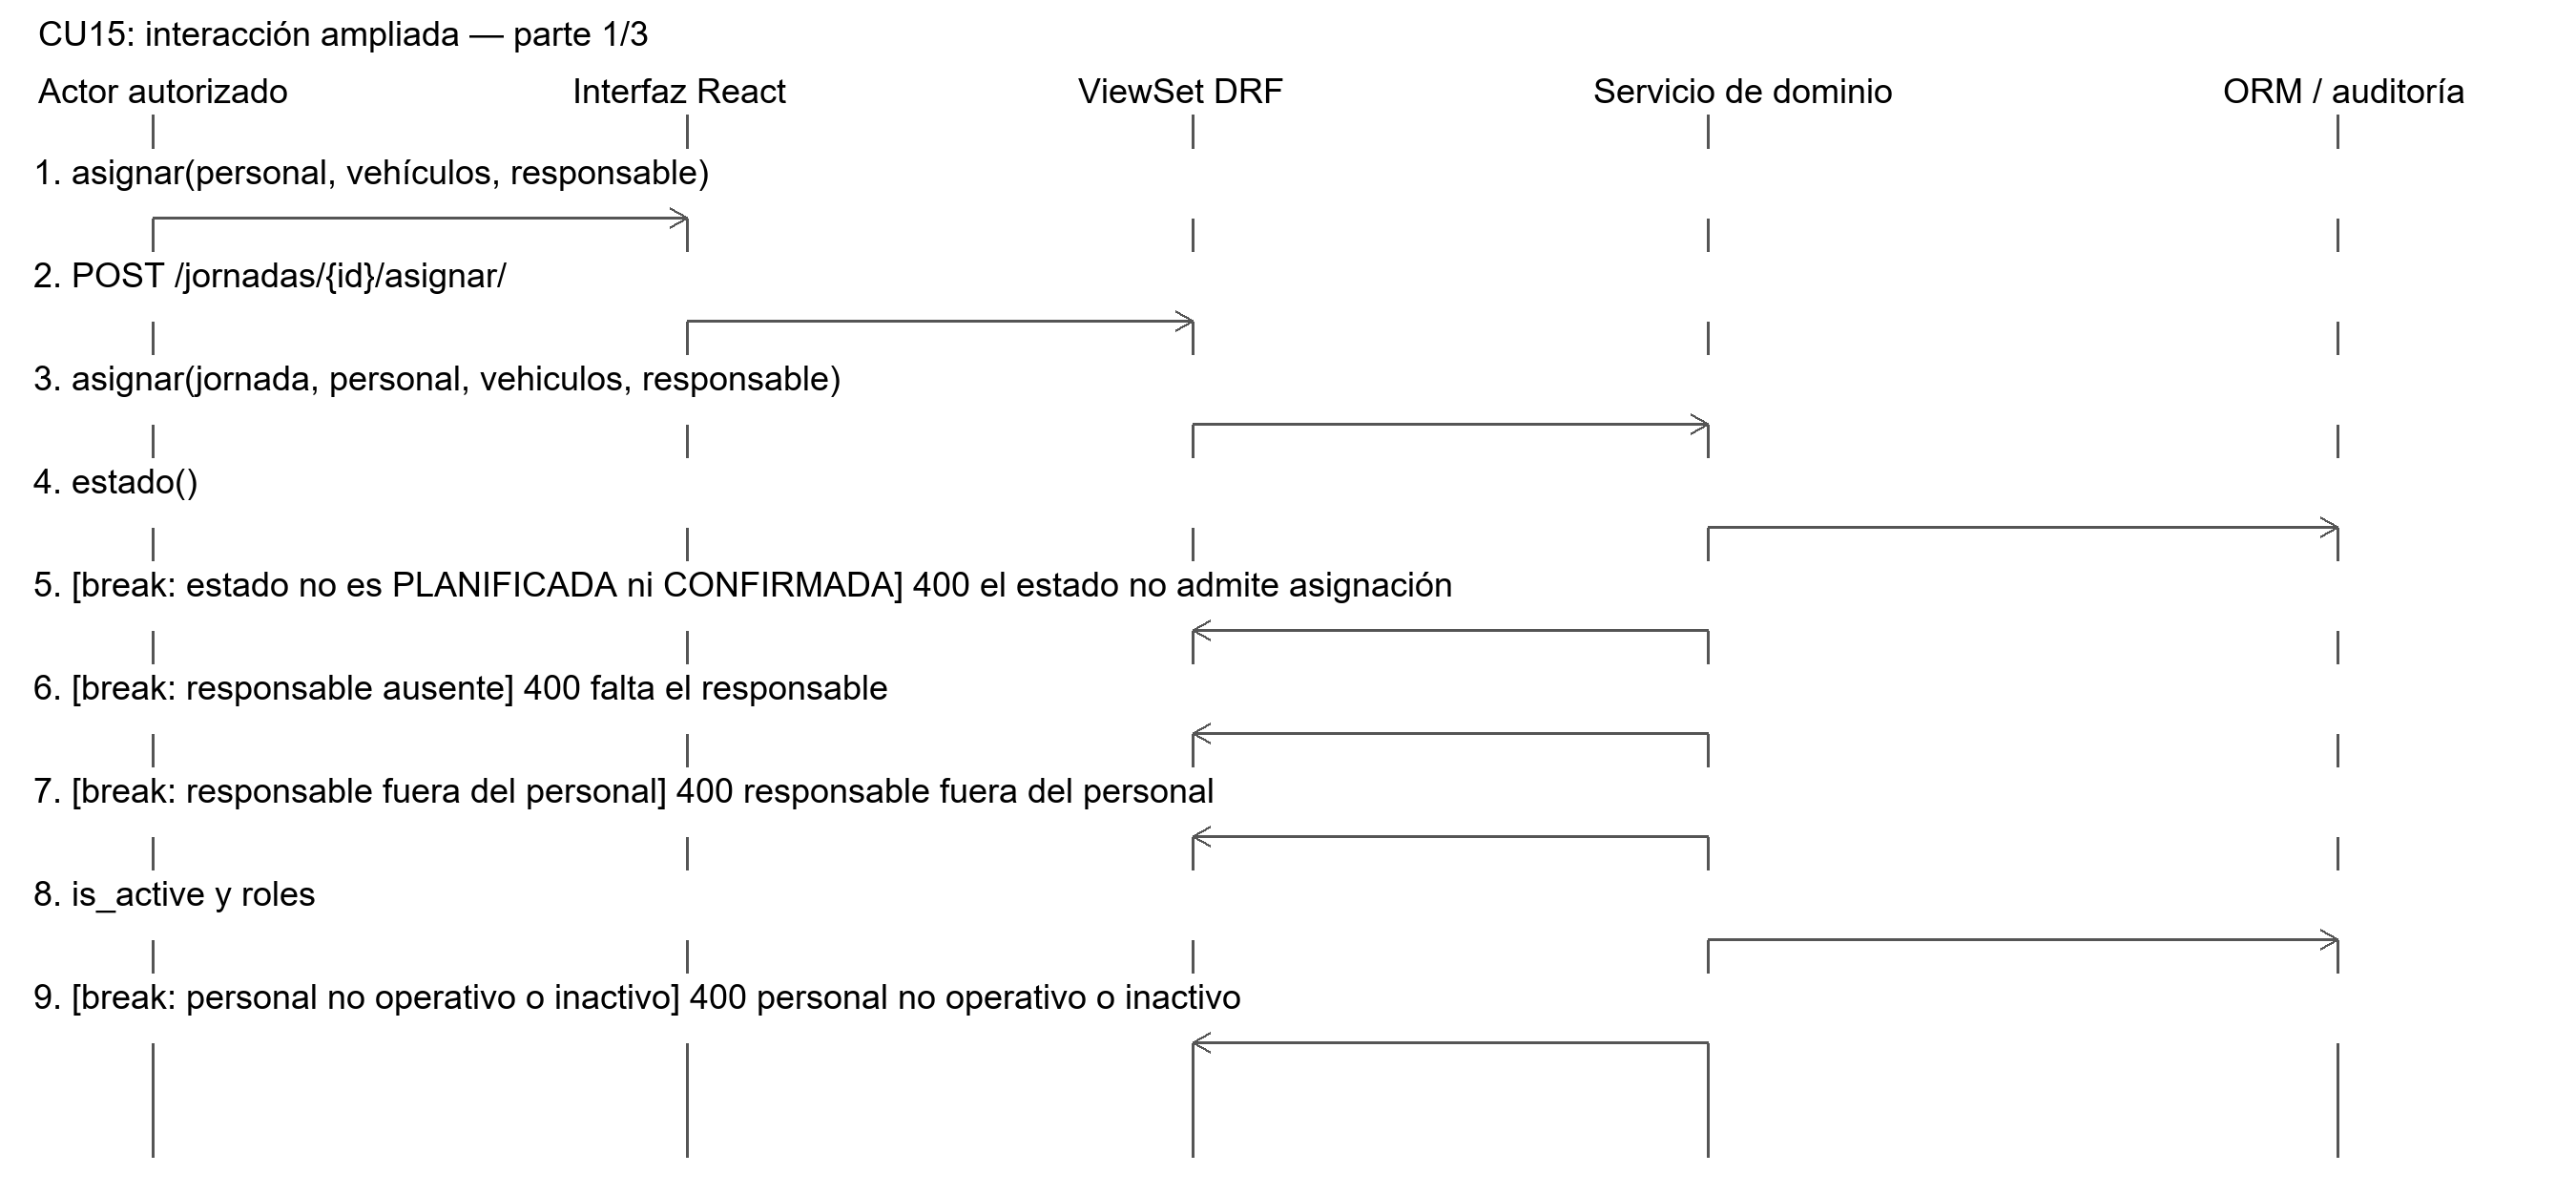 CU15: interacción ampliada — parte 1/3
Actor autorizado Interfaz React ViewSet DRF Servicio de dominio ORM / auditoría
1. asignar(personal, vehículos, responsable)
2. POST /jornadas/{id}/asignar/
3. asignar(jornada, personal, vehiculos, responsable)
4. estado()
5. [break: estado no es PLANIFICADA ni CONFIRMADA] 400 el estado no admite asignación
6. [break: responsable ausente] 400 falta el responsable
7. [break: responsable fuera del personal] 400 responsable fuera del personal
8. is_active y roles
9. [break: personal no operativo o inactivo] 400 personal no operativo o inactivo